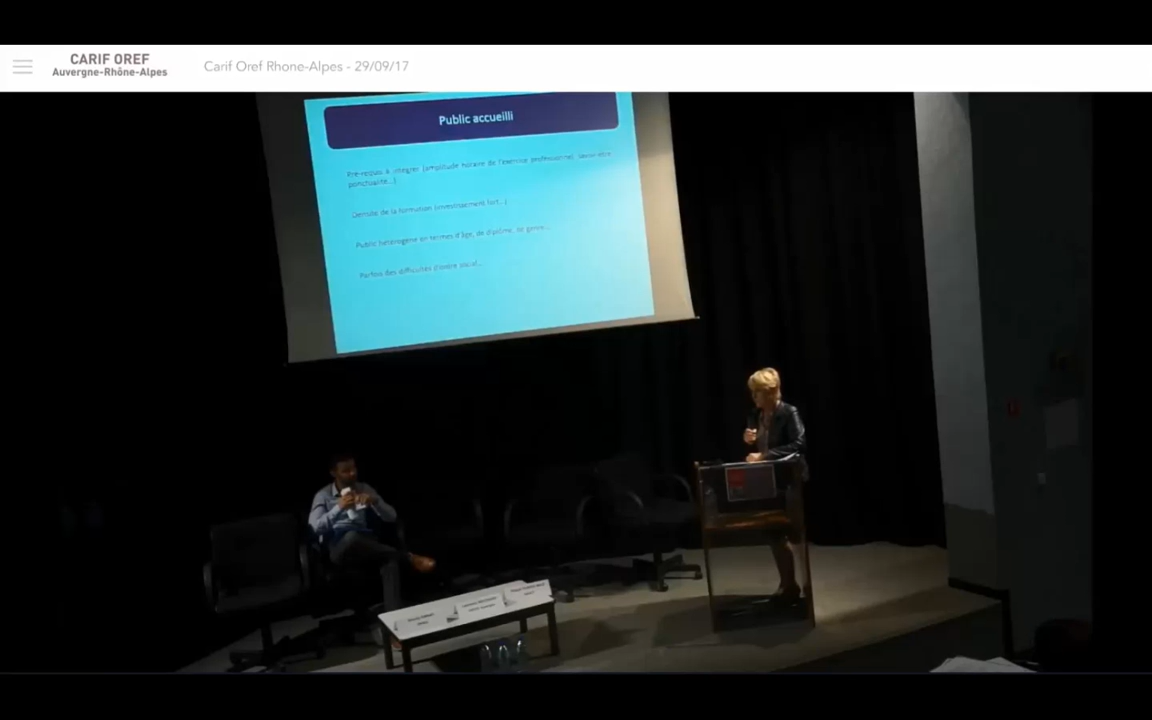 CARIF OREF
Auvergne-Rhône-Alpes
Carif Oref Rhone-Alpes - 29/09/17
Public accueilli
Pré-requis à intégrer (amplitude horaire de l'exercice professionnel, savoir-être
ponctualité...)
Densité de la formation (investissement fort...)
Public hétérogène en termes d'âge, de diplôme, de genre...
Parfois des difficultés d'ordre social...